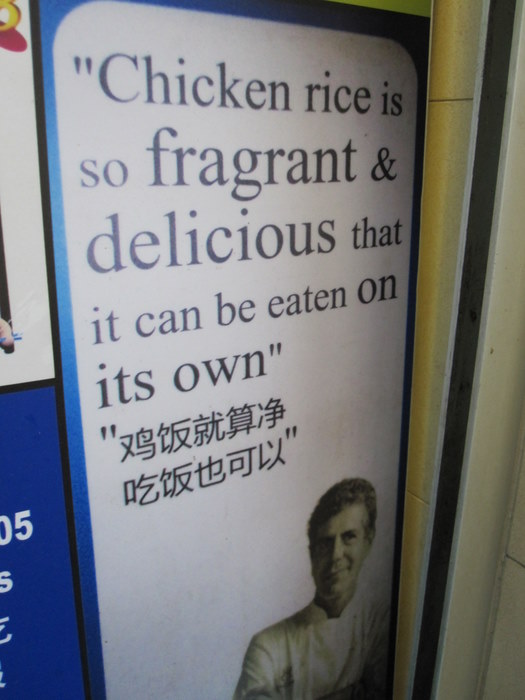 "Chicken rice is
so fragrant &
delicious that
it can be eaten on
its own"
"鸡饭就算净
吃饭也可以"
05
s